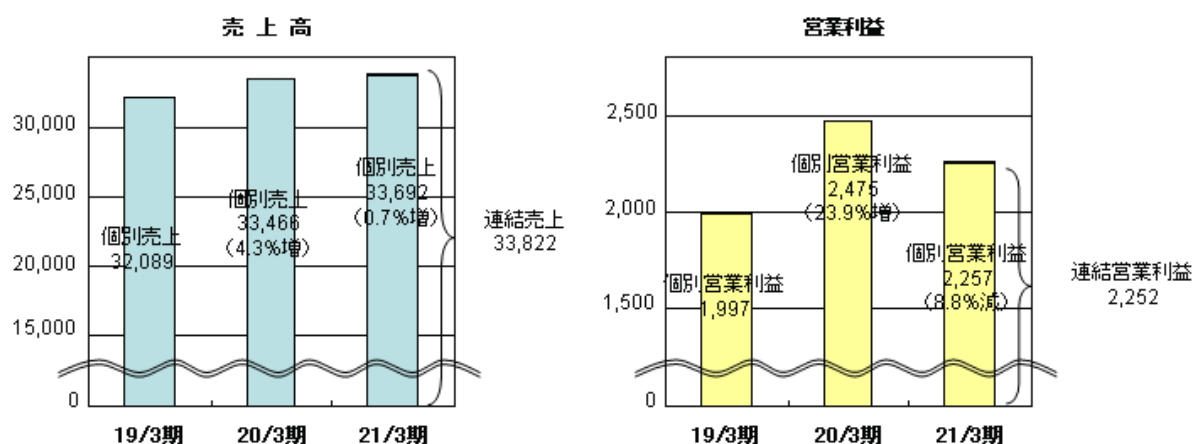 売 上 高
30,000
25,000
20,000
15,000
0
個別売上
32,089
個別売上
33,466
(4.3%増)
個別売上
33,692
(0.7%増)
連結売上
33,822
19/3期
20/3期
21/3期
営業利益
2,500
2,000
1,500
0
個別営業利益
1,997
個別営業利益
2,475
(23.9%増)
個別営業利益
2,257
(8.8%減)
連結営業利益
2,252
19/3期
20/3期
21/3期